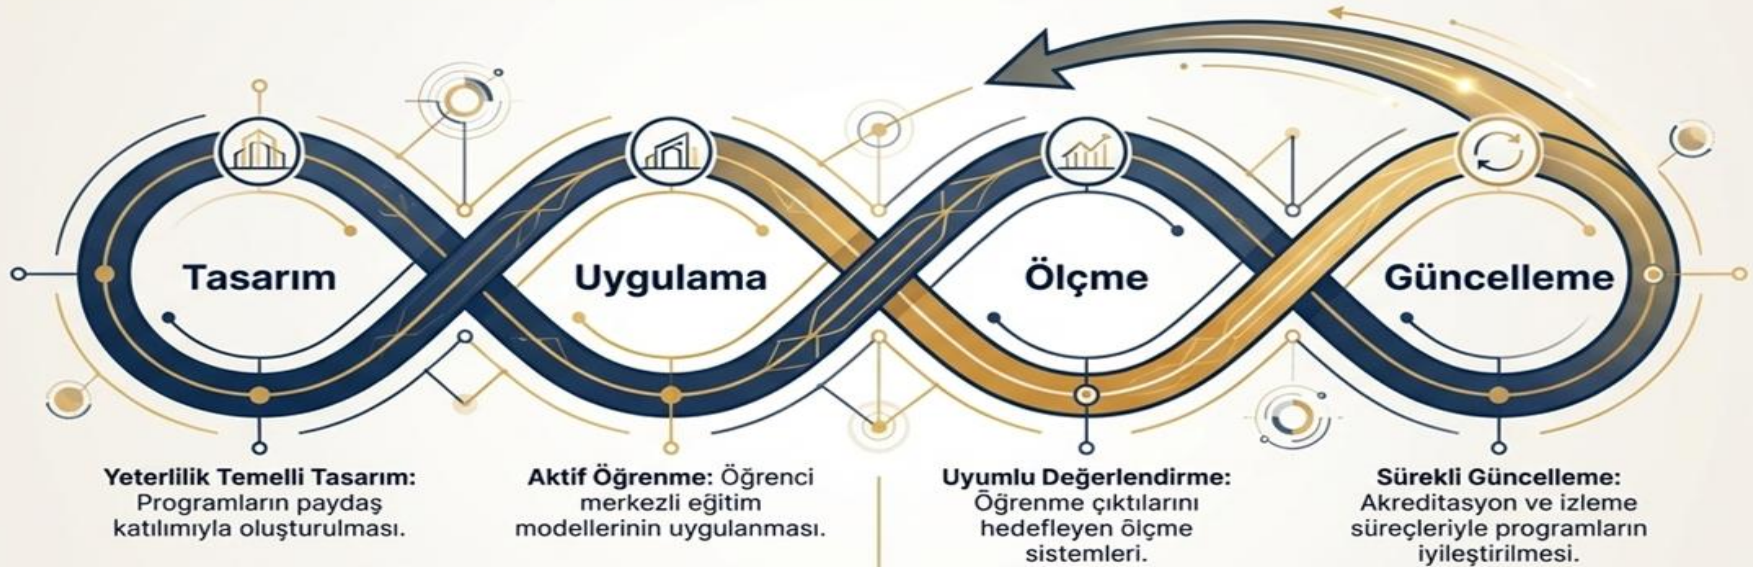 Tasarım
Uygulama
Ölçme
Güncelleme
Yeterlilik Temelli Tasarım:
Programların paydaş
katılımıyla oluşturulması.
Aktif Öğrenme: Öğrenci
merkezli eğitim
modellerinin uygulanması.
Uyumlu Değerlendirme:
Öğrenme çıktılarını
hedefleyen ölçme
sistemleri.
Sürekli Güncelleme:
Akreditasyon ve izleme
süreçleriyle programların
iyileştirilmesi.